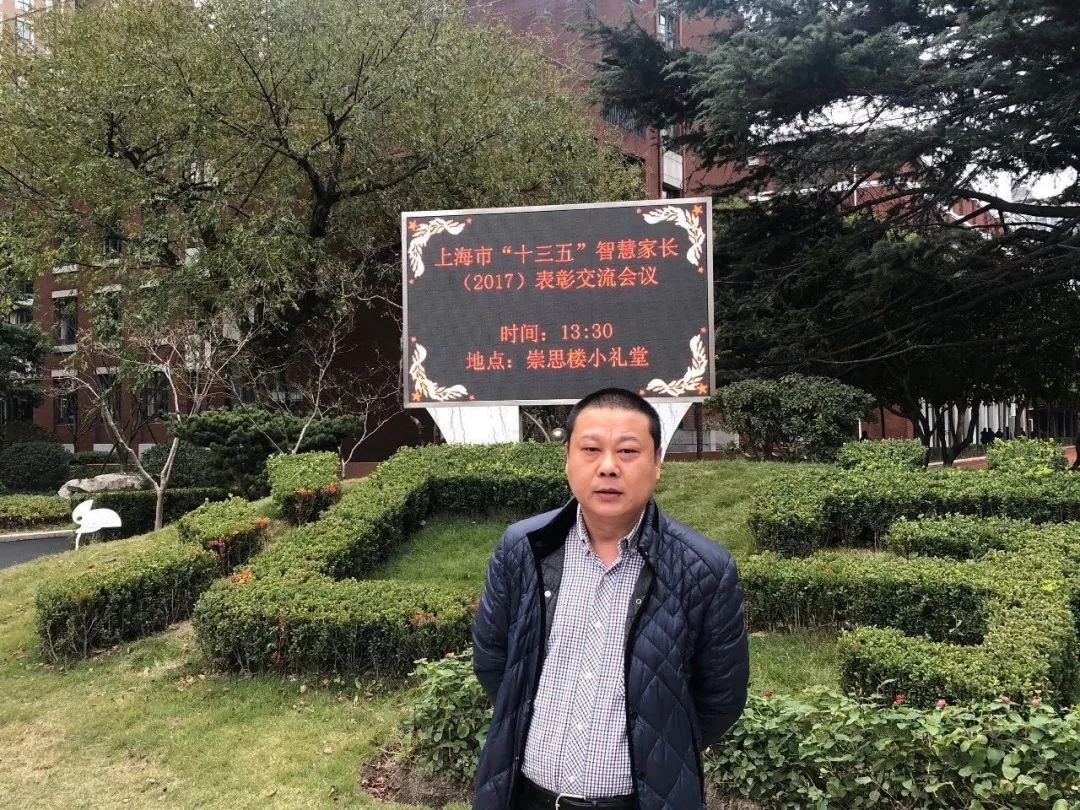 上海市“十三五”智慧家长
（2017）表彰交流会议
时间：13:30
地点：崇思楼小礼堂